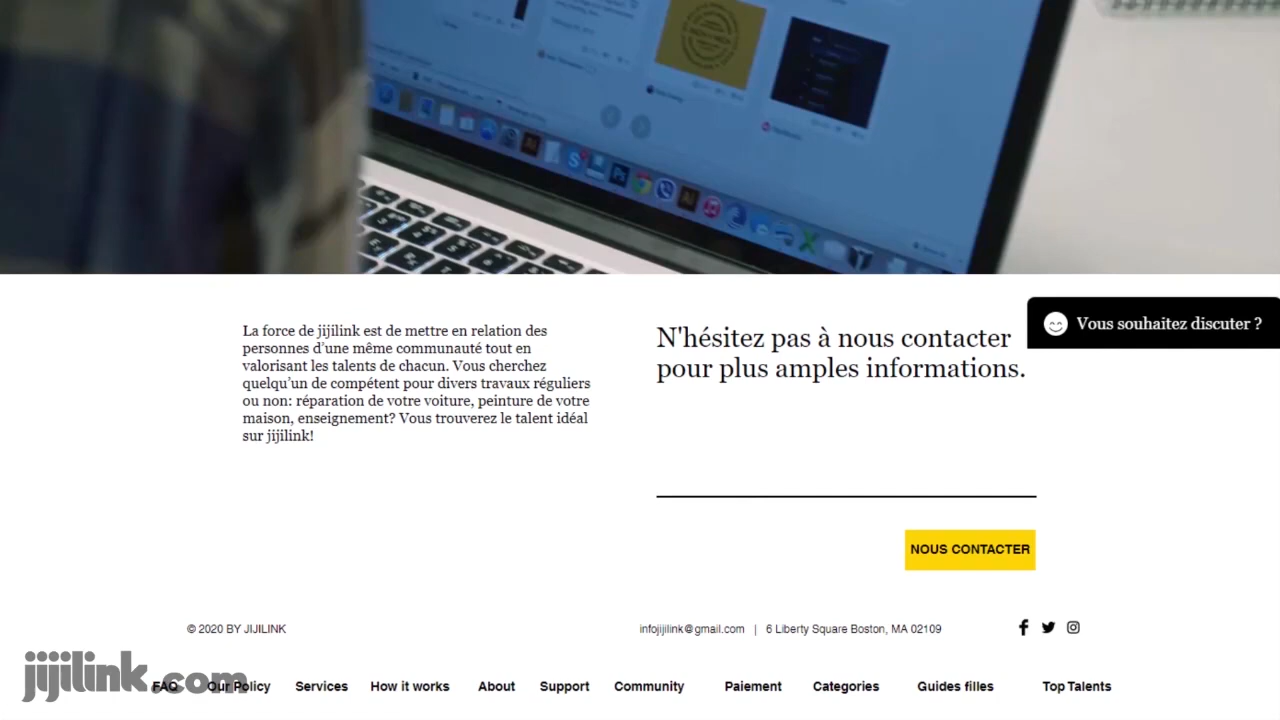 La force de jijilink est de mettre en relation des
personnes d'une même communauté tout en
valorisant les talents de chacun. Vous cherchez
quelqu'un de compétent pour divers travaux réguliers
ou non: réparation de votre voiture, peinture de votre
maison, enseignement? Vous trouverez le talent idéal
sur jijilink!
N'hésitez pas à nous contacter
pour plus amples informations.
Vous souhaitez discuter ?
NOUS CONTACTER
© 2020 BY JIJILINK
infojijilink@gmail.com | 6 Liberty Square Boston, MA 02109
jijilink.com
FAQ Our Policy Services How it works About Support Community Paiement Categories Guides filles Top Talents